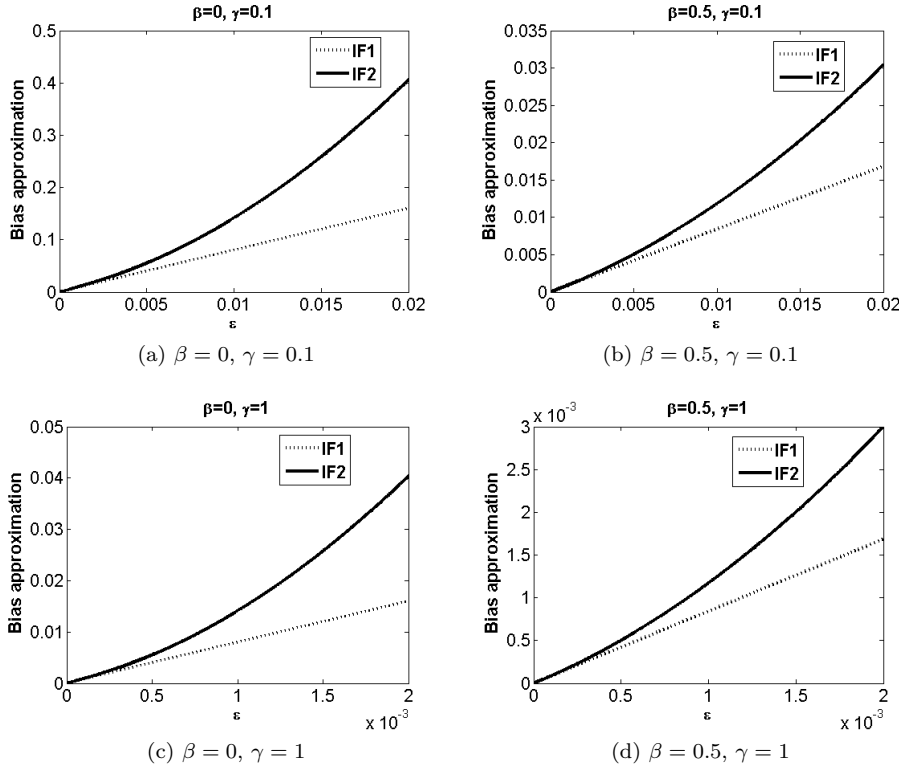 β=0, γ=0.1
0.5
0.4
0.3
0.2
0.1
0
Bias approximation
IF1
IF2
0 0.005 0.01 0.015 0.02
ε
(a) β = 0, γ = 0.1
β=0.5, γ=0.1
0.035
0.03
0.025
0.02
0.015
0.01
0.005
0
Bias approximation
IF1
IF2
0 0.005 0.01 0.015 0.02
ε
(b) β = 0.5, γ = 0.1
β=0, γ=1
0.05
0.04
0.03
0.02
0.01
0
Bias approximation
IF1
IF2
0 0.5 1 1.5 2
ε
x 10⁻³
(c) β = 0, γ = 1
x 10⁻³
β=0.5, γ=1
3
2.5
2
1.5
1
0.5
0
Bias approximation
IF1
IF2
0 0.5 1 1.5 2
ε
x 10⁻³
(d) β = 0.5, γ = 1